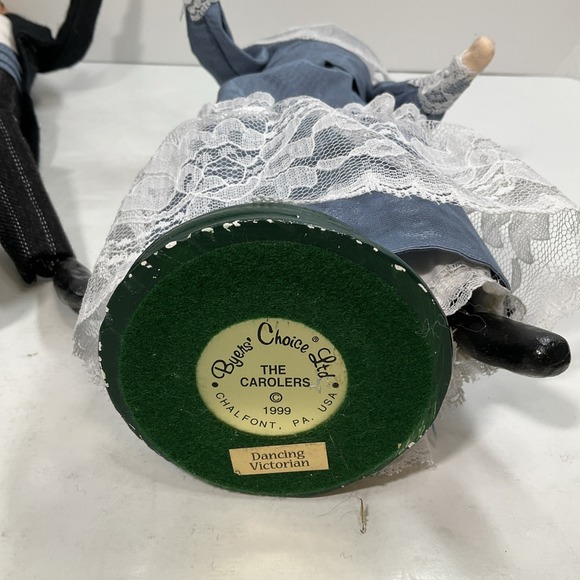 Byers' Choice Ltd.®
THE
CAROLERS
©
1999
CHALFONT, PA. USA
Dancing
Victorian